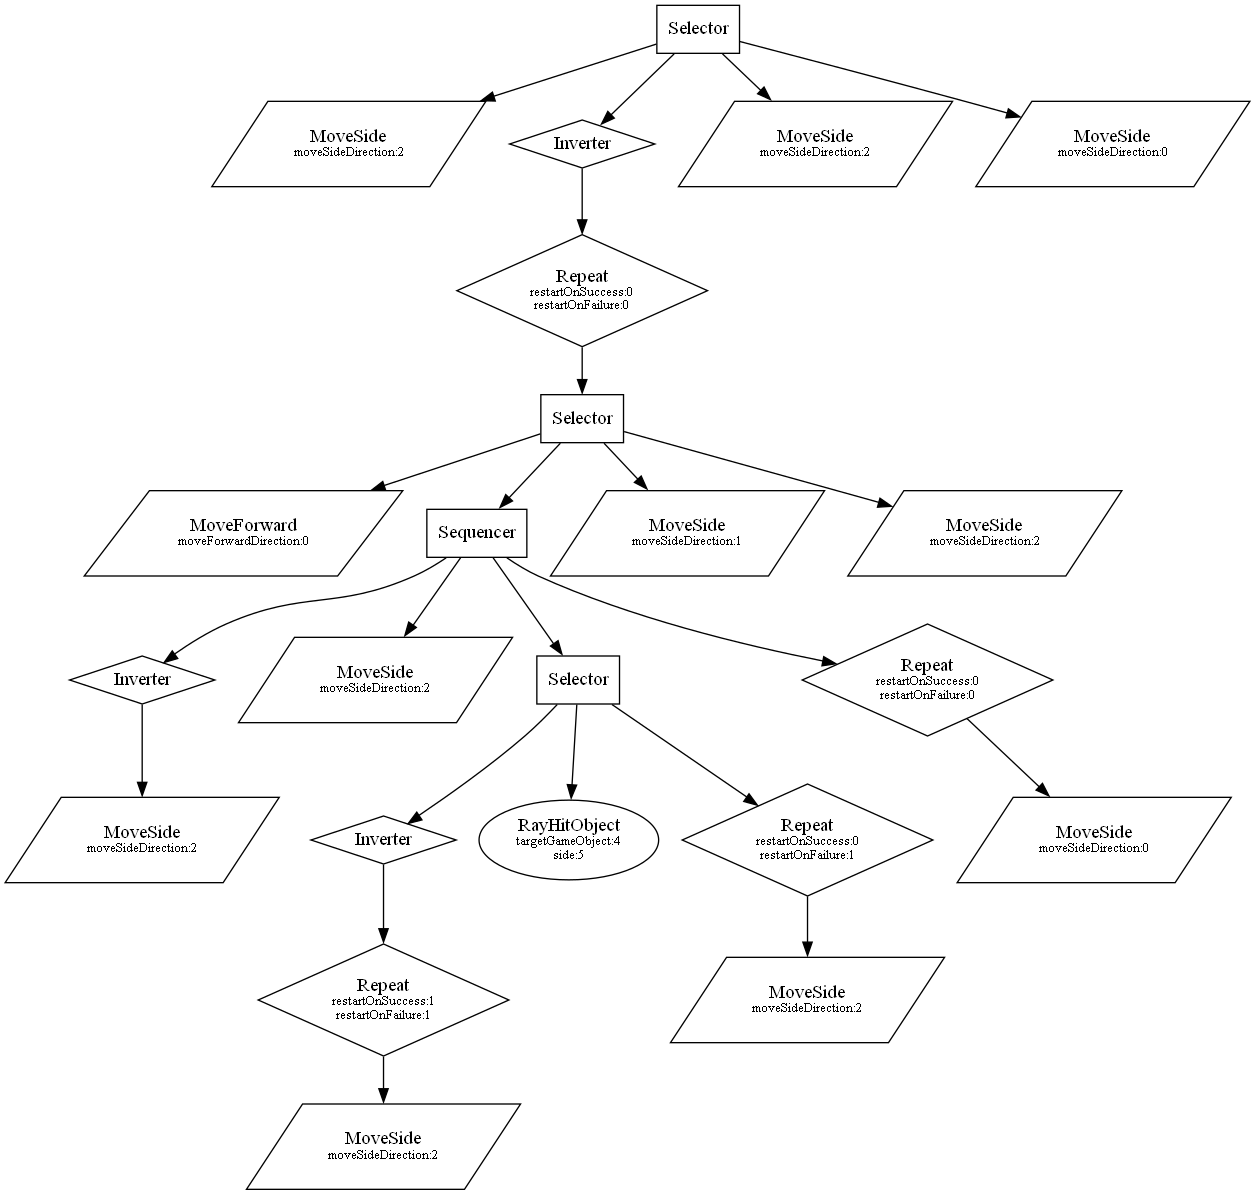 Selector
MoveSide
moveSideDirection:2
Inverter
MoveSide
moveSideDirection:2
MoveSide
moveSideDirection:0
Repeat
restartOnSuccess:0
restartOnFailure:0
Selector
MoveForward
moveForwardDirection:0
Sequencer
MoveSide
moveSideDirection:1
MoveSide
moveSideDirection:2
Inverter
MoveSide
moveSideDirection:2
Selector
Repeat
restartOnSuccess:0
restartOnFailure:0
MoveSide
moveSideDirection:2
Inverter
RayHitObject
targetGameObject:4
side:5
Repeat
restartOnSuccess:0
restartOnFailure:1
MoveSide
moveSideDirection:0
Repeat
restartOnSuccess:1
restartOnFailure:1
MoveSide
moveSideDirection:2
MoveSide
moveSideDirection:2